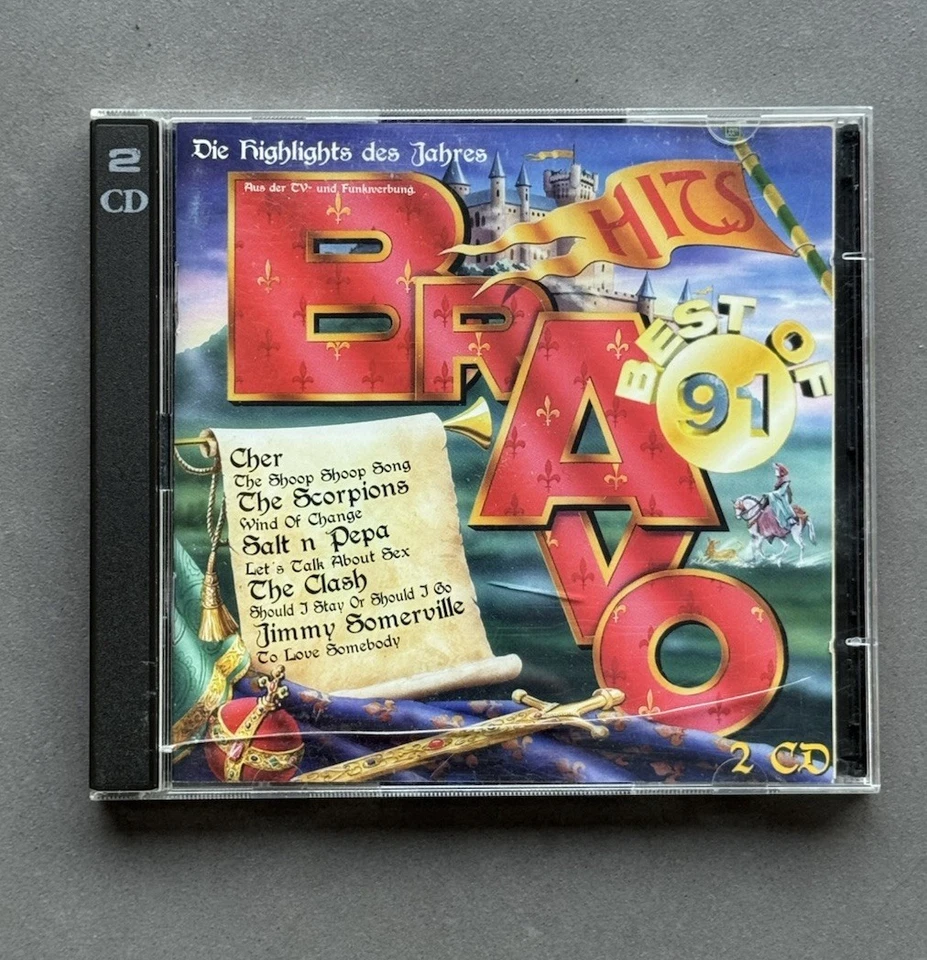 2
CD
Die Highlights des Jahres
Aus der TV- und Funkwerbung
HITS
BRAVO
BEST OF
91
Cher
The Shoop Shoop Song
The Scorpions
Wind Of Change
Salt n Pepa
Let's Talk About Sex
The Clash
Should I Stay Or Should I Go
Jimmy Somerville
To Love Somebody
2 CD